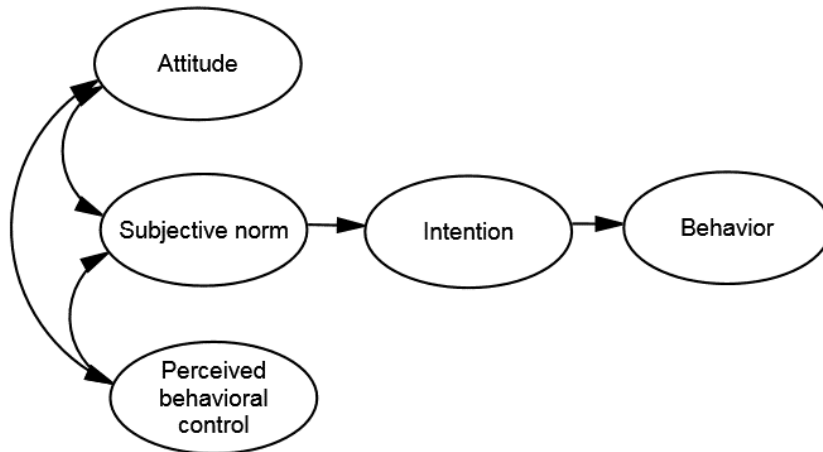 Attitude
Subjective norm
Intention
Behavior
Perceived
behavioral
control